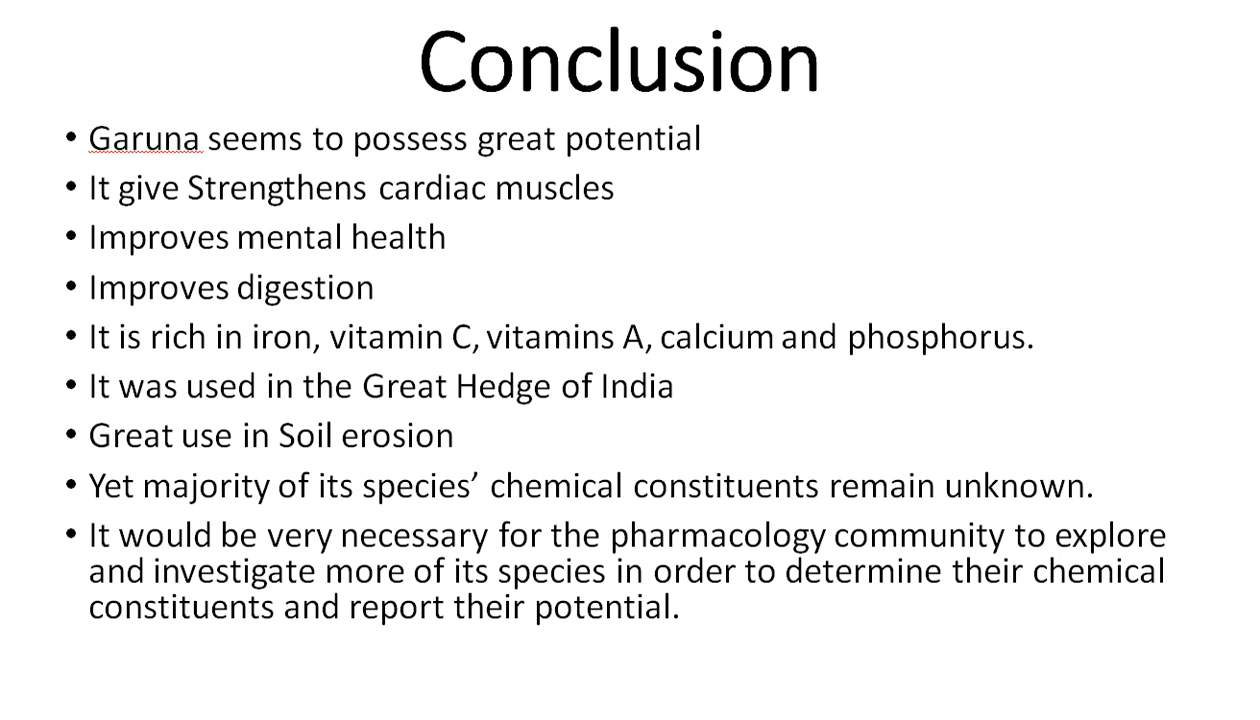 Conclusion
• Garuna seems to possess great potential
• It give Strengthens cardiac muscles
• Improves mental health
• Improves digestion
• It is rich in iron, vitamin C, vitamins A, calcium and phosphorus.
• It was used in the Great Hedge of India
• Great use in Soil erosion
• Yet majority of its species’ chemical constituents remain unknown.
• It would be very necessary for the pharmacology community to explore
and investigate more of its species in order to determine their chemical
constituents and report their potential.